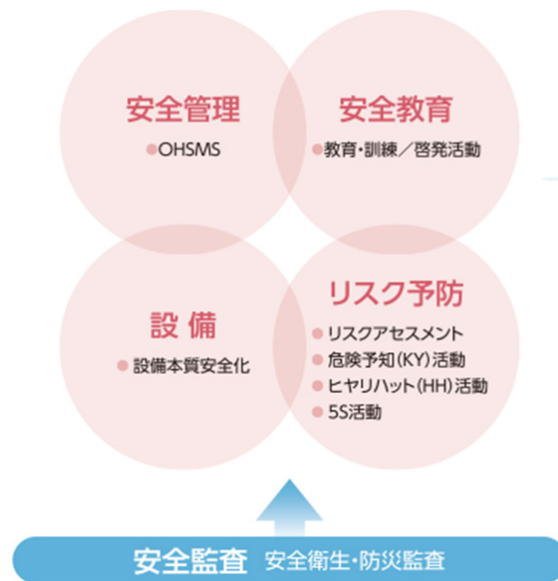 安全管理
●OHSMS
安全教育
●教育・訓練／啓発活動
設 備
●設備本質安全化
リスク予防
●リスクアセスメント
●危険予知(KY)活動
●ヒヤリハット(HH)活動
●5S活動
安全監査 安全衛生・防災監査